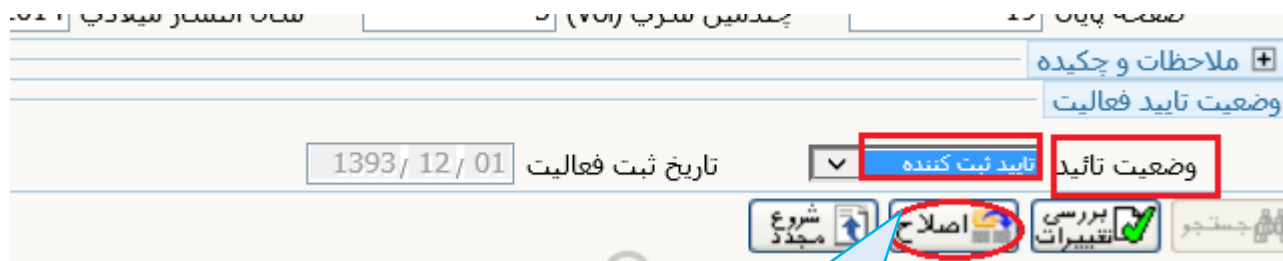 صفحه پایان 19 چندمین سری (Vol) سال انتشار میلادی
ملاحظات و چکیده
وضعیت تایید فعالیت
وضعیت تائید تایید ثبت کننده تاریخ ثبت فعالیت 1393/ 12 / 01
جستجو بررسی تغییرات اصلاح شروع مجدد